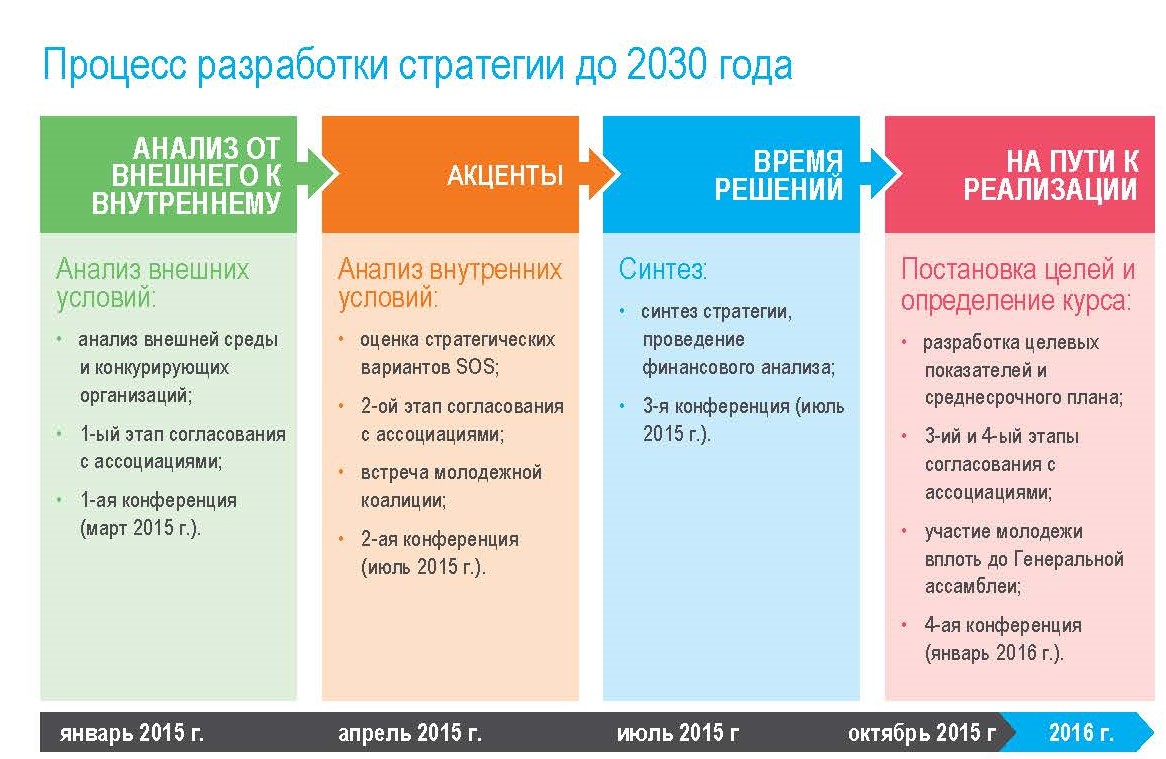 Процесс разработки стратегии до 2030 года
АНАЛИЗ ОТ
ВНЕШНЕГО К
ВНУТРЕННЕМУ
Анализ внешних
условий:
• анализ внешней среды
и конкурирующих
организаций;
• 1-ый этап согласования
с ассоциациями;
• 1-ая конференция
(март 2015 г.).
АКЦЕНТЫ
Анализ внутренних
условий:
• оценка стратегических
вариантов SOS;
• 2-ой этап согласования
с ассоциациями;
• встреча молодежной
коалиции;
• 2-ая конференция
(июль 2015 г.).
ВРЕМЯ
РЕШЕНИЙ
Синтез:
• синтез стратегии,
проведение
финансового анализа;
• 3-я конференция (июль
2015 г.).
НА ПУТИ К
РЕАЛИЗАЦИИ
Постановка целей и
определение курса:
• разработка целевых
показателей и
среднесрочного плана;
• 3-ий и 4-ый этапы
согласования с
ассоциациями;
• участие молодежи
вплоть до Генеральной
ассамблеи;
• 4-ая конференция
(январь 2016 г.).
январь 2015 г.
апрель 2015 г.
июль 2015 г
октябрь 2015 г
2016 г.